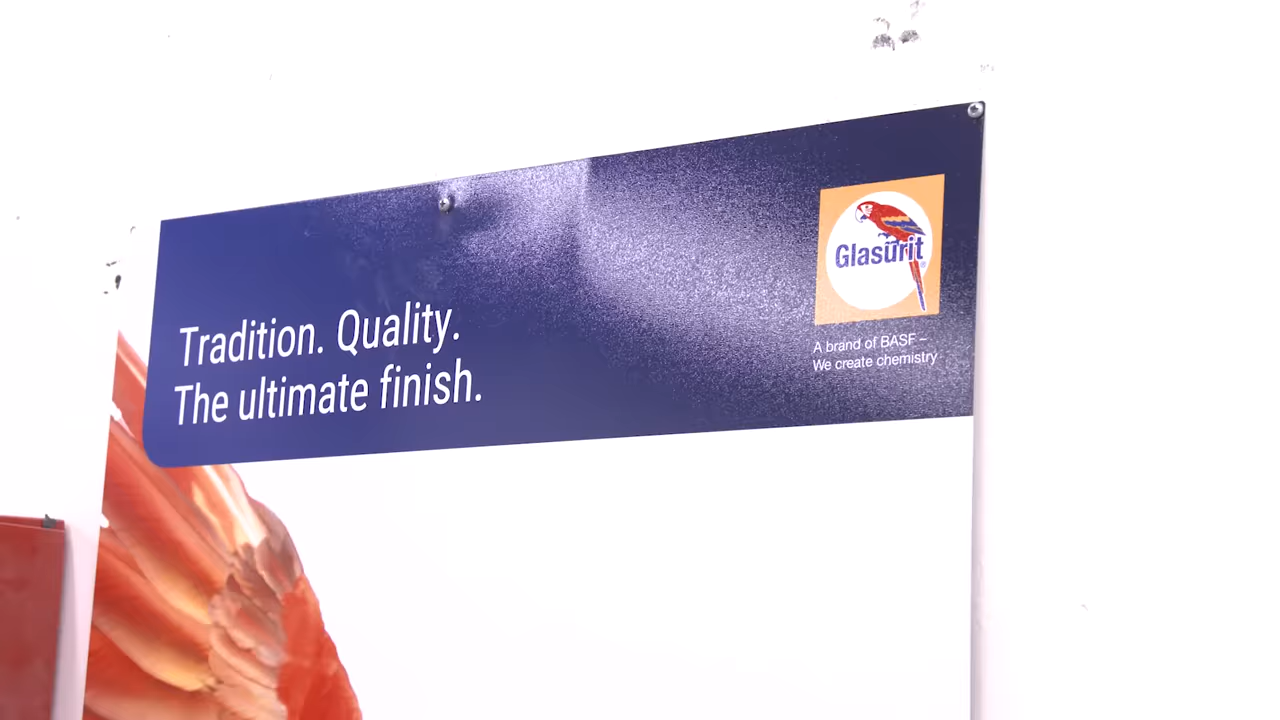 Tradition. Quality.
The ultimate finish.
Glasurit
A brand of BASF –
We create chemistry